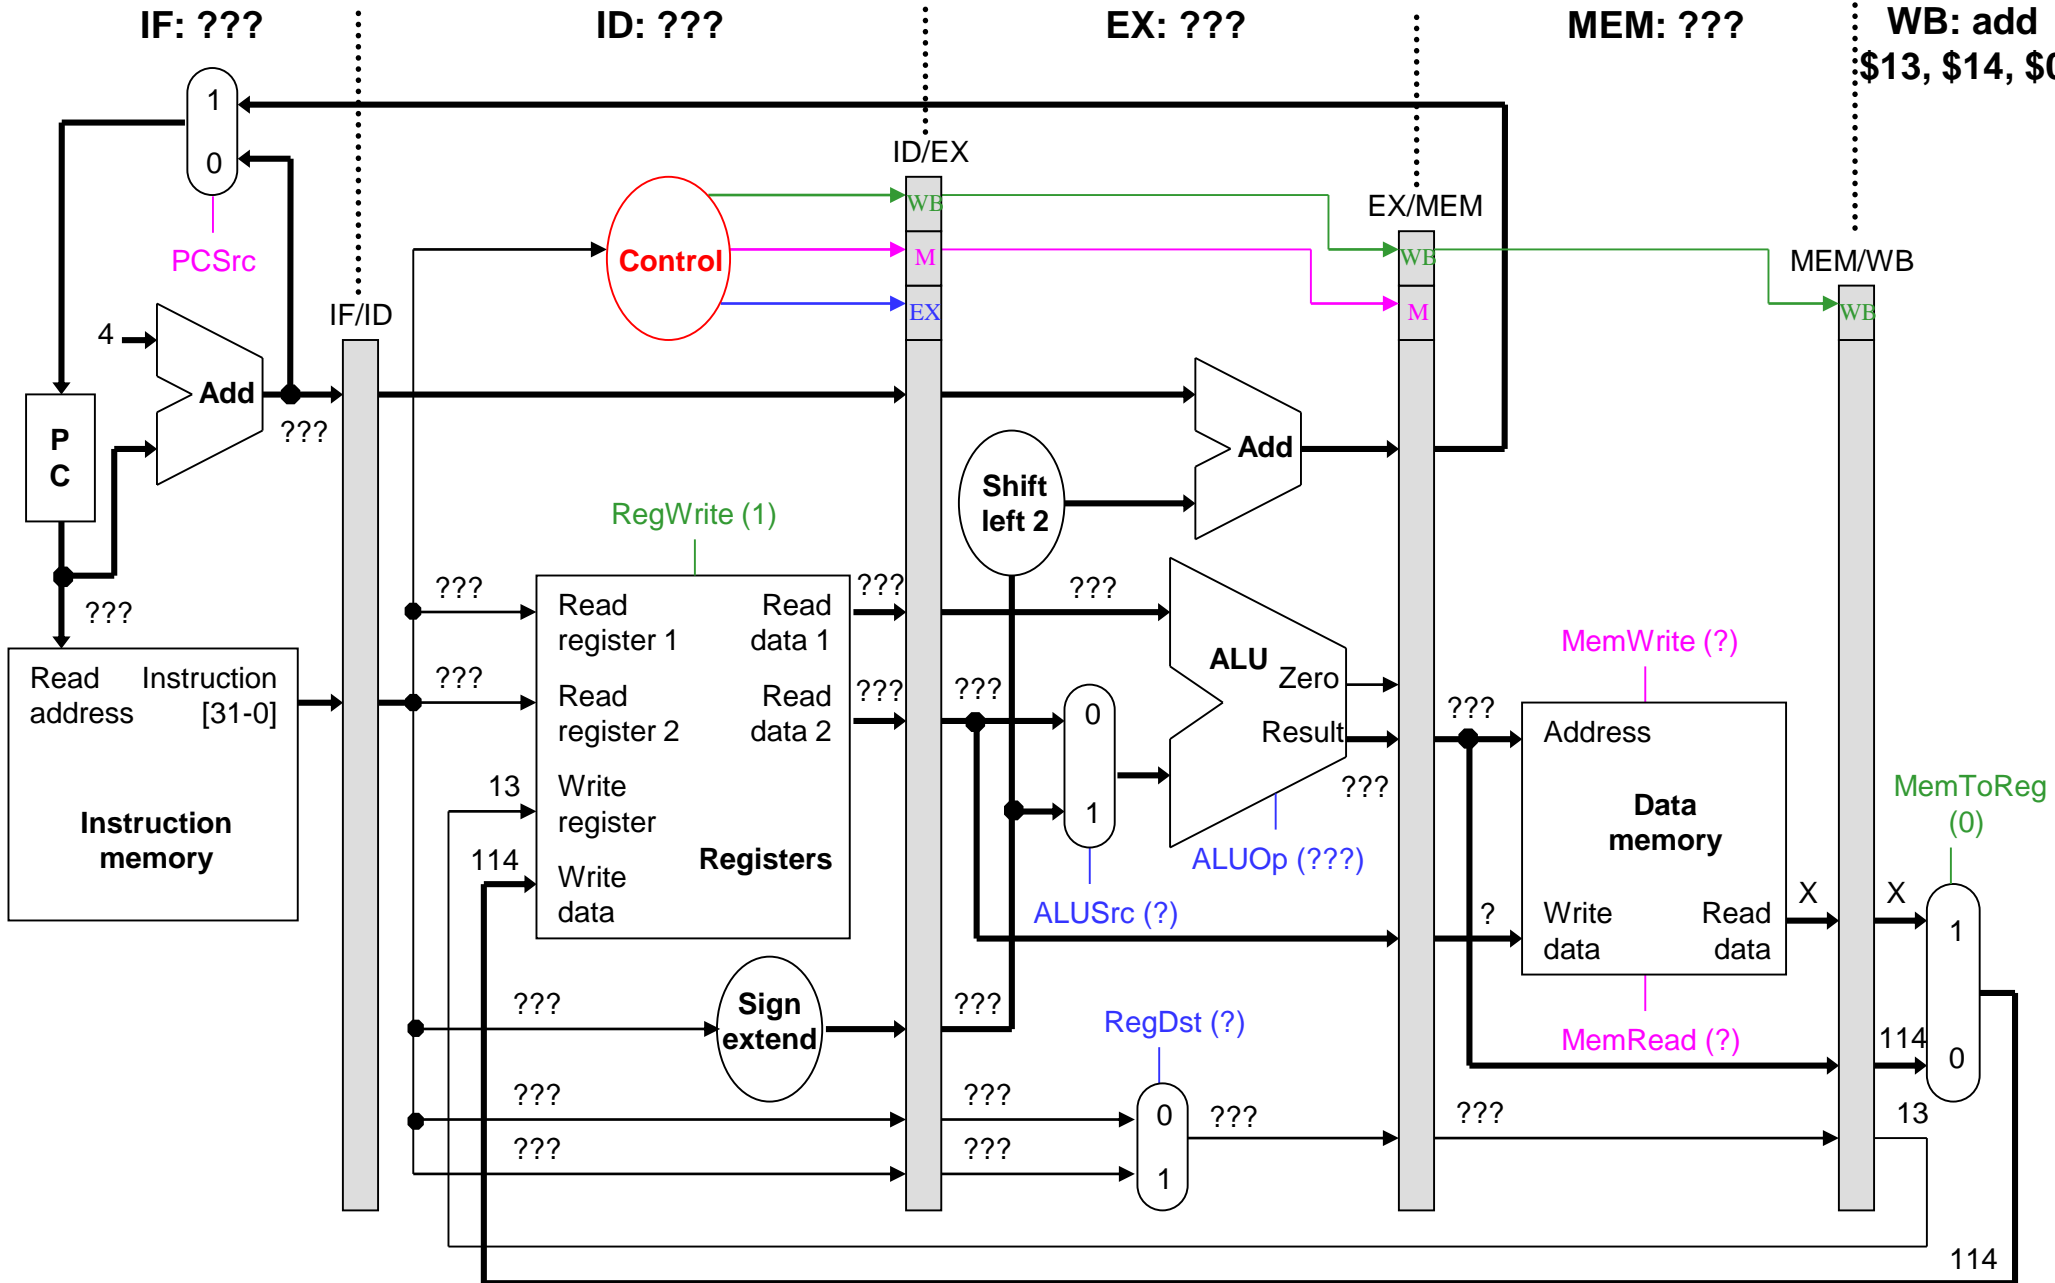 IF: ???
ID: ???
EX: ???
MEM: ???
WB: add
$13, $14, $0
1
0
PCSrc
ID/EX
WB
M
EX
Control
EX/MEM
WB
M
MEM/WB
WB
IF/ID
4
Add
???
P
C
???
Shift
left 2
Add
RegWrite (1)
???
Read
register 1
Read
data 1
???
???
Read
register 2
Read
data 2
???
13
Write
register
114
Write
data
Registers
Read
address
Instruction
[31-0]
Instruction
memory
???
???
0
1
ALU
Zero
Result
???
ALUOp (???)
ALUSrc (?)
MemWrite (?)
???
Address
Data
memory
?
Write
data
Read
data
X
X
MemToReg
(0)
1
0
MemRead (?)
114
???
Sign
extend
???
RegDst (?)
???
???
???
???
0
1
???
???
13
114